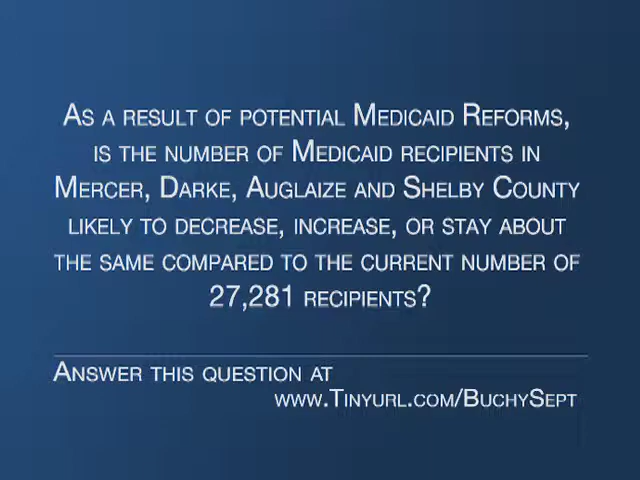 As a result of potential Medicaid Reforms,
is the number of Medicaid recipients in
Mercer, Darke, Auglaize and Shelby County
likely to decrease, increase, or stay about
the same compared to the current number of
27,281 recipients?
Answer this question at
www.Tinyurl.com/BuchySept